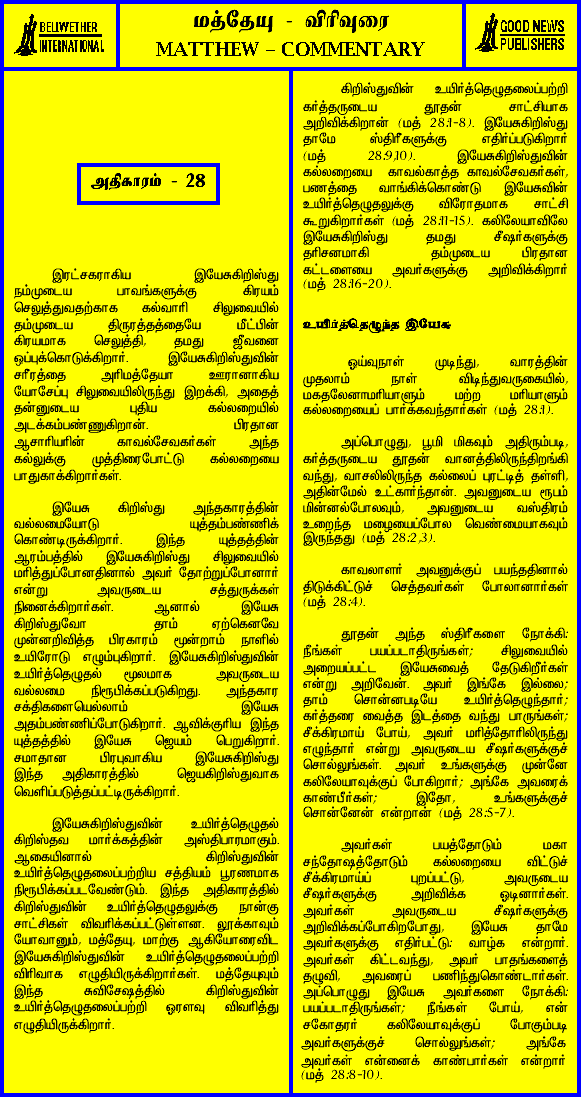 BELLWETHER
INTERNATIONAL
மத்தேயு - விரிவுரை
MATTHEW – COMMENTARY
GOOD NEWS
PUBLISHERS
அதிகாரம் - 28
இரட்சகராகிய இயேசுகிறிஸ்து
நம்முடைய பாவங்களுக்கு கிரயம்
செலுத்துவதற்காக கல்வாரி சிலுவையில்
தம்முடைய திருரத்தத்தையே மீட்பின்
கிரயமாக செலுத்தி, தமது ஜீவனை
ஒப்புக்கொடுக்கிறார். இயேசுகிறிஸ்துவின்
சரீரத்தை அரிமத்தேயா ஊரானாகிய
யோசேப்பு சிலுவையிலிருந்து இறக்கி, அதைத்
தன்னுடைய புதிய கல்லறையில்
அடக்கம்பண்ணுகிறான். பிரதான
ஆசாரியரின் காவல்சேவகர்கள் அந்த
கல்லுக்கு முத்திரைபோட்டு கல்லறையை
பாதுகாக்கிறார்கள்.
இயேசு கிறிஸ்து அந்தகாரத்தின்
வல்லமையோடு யுத்தம்பண்ணிக்
கொண்டிருக்கிறார். இந்த யுத்தத்தின்
ஆரம்பத்தில் இயேசுகிறிஸ்து சிலுவையில்
மரித்துப்போனதினால் அவர் தோற்றுப்போனார்
என்று அவருடைய சத்துருக்கள்
நினைக்கிறார்கள். ஆனால் இயேசு
கிறிஸ்துவோ தாம் ஏற்கெனவே
முன்னறிவித்த பிரகாரம் மூன்றாம் நாளில்
உயிரோடு எழும்புகிறார். இயேசுகிறிஸ்துவின்
உயிர்த்தெழுதல் மூலமாக அவருடைய
வல்லமை நிரூபிக்கப்படுகிறது. அந்தகார
சக்திகளையெல்லாம் இயேசு
அதம்பண்ணிப்போடுகிறார். ஆவிக்குரிய இந்த
யுத்தத்தில் இயேசு ஜெயம் பெறுகிறார்.
சமாதான பிரபுவாகிய இயேசுகிறிஸ்து
இந்த அதிகாரத்தில் ஜெயகிறிஸ்துவாக
வெளிப்படுத்தப்பட்டிருக்கிறார்.
இயேசுகிறிஸ்துவின் உயிர்த்தெழுதல்
கிறிஸ்தவ மார்க்கத்தின் அஸ்திபாரமாகும்.
ஆகையினால் கிறிஸ்துவின்
உயிர்த்தெழுதலைப்பற்றிய சத்தியம் பூரணமாக
நிரூபிக்கப்படவேண்டும். இந்த அதிகாரத்தில்
கிறிஸ்துவின் உயிர்த்தெழுதலுக்கு நான்கு
சாட்சிகள் விவரிக்கப்பட்டுள்ளன. லூக்காவும்
யோவானும், மத்தேயு, மாற்கு ஆகியோரைவிட
இயேசுகிறிஸ்துவின் உயிர்த்தெழுதலைப்பற்றி
விரிவாக எழுதியிருக்கிறார்கள். மத்தேயுவும்
இந்த சுவிசேஷத்தில் கிறிஸ்துவின்
உயிர்த்தெழுதலைப்பற்றி ஓரளவு விவரித்து
எழுதியிருக்கிறார்.
கிறிஸ்துவின் உயிர்த்தெழுதலைப்பற்றி
கர்த்தருடைய தூதன் சாட்சியாக
அறிவிக்கிறான் (மத் 28:1-8). இயேசுகிறிஸ்து
தாமே ஸ்திரீகளுக்கு எதிர்ப்படுகிறார்
(மத் 28:9,10). இயேசுகிறிஸ்துவின்
கல்லறையை காவல்காத்த காவல்சேவகர்கள்,
பணத்தை வாங்கிக்கொண்டு இயேசுவின்
உயிர்த்தெழுதலுக்கு விரோதமாக சாட்சி
கூறுகிறார்கள் (மத் 28:11-15). கலிலேயாவிலே
இயேசுகிறிஸ்து தமது சீஷர்களுக்கு
தரிசனமாகி தம்முடைய பிரதான
கட்டளையை அவர்களுக்கு அறிவிக்கிறார்
(மத் 28:16-20).
உயிர்த்தெழுந்த இயேசு
ஓய்வுநாள் முடிந்து, வாரத்தின்
முதலாம் நாள் விடிந்துவருகையில்,
மகதலேனாமரியாளும் மற்ற மரியாளும்
கல்லறையைப் பார்க்கவந்தார்கள் (மத் 28:1).
அப்பொழுது, பூமி மிகவும் அதிரும்படி,
கர்த்தருடைய தூதன் வானத்திலிருந்திறங்கி
வந்து, வாசலிலிருந்த கல்லைப் புரட்டித் தள்ளி,
அதின்மேல் உட்கார்ந்தான். அவனுடைய ரூபம்
மின்னல்போலவும், அவனுடைய வஸ்திரம்
உறைந்த மழையைப்போல வெண்மையாகவும்
இருந்தது (மத் 28:2,3).
காவலாளர் அவனுக்குப் பயந்ததினால்
திடுக்கிட்டுச் செத்தவர்கள் போலானார்கள்
(மத் 28:4).
தூதன் அந்த ஸ்திரீகளை நோக்கி:
நீங்கள் பயப்படாதிருங்கள்; சிலுவையில்
அறையப்பட்ட இயேசுவைத் தேடுகிறீர்கள்
என்று அறிவேன். அவர் இங்கே இல்லை;
தாம் சொன்னபடியே உயிர்த்தெழுந்தார்;
கர்த்தரை வைத்த இடத்தை வந்து பாருங்கள்;
சீக்கிரமாய் போய், அவர் மரித்தோரிலிருந்து
எழுந்தார் என்று அவருடைய சீஷர்களுக்குச்
சொல்லுங்கள். அவர் உங்களுக்கு முன்னே
கலிலேயாவுக்குப் போகிறார்; அங்கே அவரைக்
காண்பீர்கள்; இதோ, உங்களுக்குச்
சொன்னேன் என்றான் (மத் 28:5-7).
அவர்கள் பயத்தோடும் மகா
சந்தோஷத்தோடும் கல்லறையை விட்டுச்
சீக்கிரமாய்ப் புறப்பட்டு, அவருடைய
சீஷர்களுக்கு அறிவிக்க ஓடினார்கள்.
அவர்கள் அவருடைய சீஷர்களுக்கு
அறிவிக்கப்போகிறபோது, இயேசு தாமே
அவர்களுக்கு எதிர்பட்டு: வாழ்க என்றார்.
அவர்கள் கிட்டவந்து, அவர் பாதங்களைத்
தழுவி, அவரைப் பணிந்துகொண்டார்கள்.
அப்பொழுது இயேசு அவர்களை நோக்கி:
பயப்படாதிருங்கள்; நீங்கள் போய், என்
சகோதரர் கலிலேயாவுக்குப் போகும்படி
அவர்களுக்குச் சொல்லுங்கள்; அங்கே
அவர்கள் என்னைக் காண்பார்கள் என்றார்
(மத் 28:8-10).